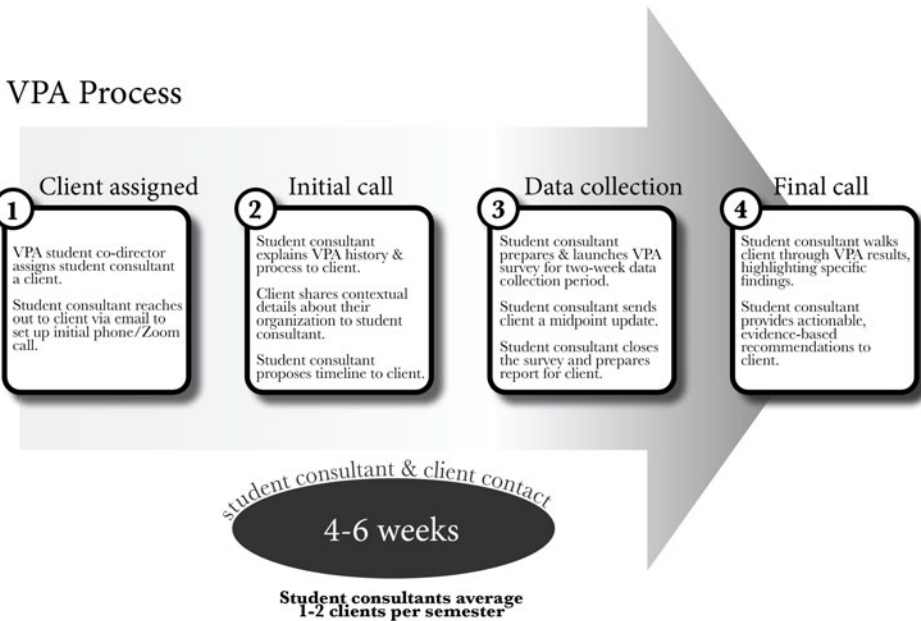 VPA Process
Client assigned
1
VPA student co-director
assigns student consultant
a client.
Student consultant reaches
out to client via email to
set up initial phone/Zoom
call.
Initial call
2
Student consultant
explains VPA history &
process to client.
Client shares contextual
details about their
organization to student
consultant.
Student consultant
proposes timeline to client.
Data collection
3
Student consultant
prepares & launches VPA
survey for two-week data
collection period.
Student consultant sends
client a midpoint update.
Student consultant closes
the survey and prepares
report for client.
Final call
4
Student consultant walks
client through VPA results,
highlighting specific
findings.
Student consultant
provides actionable,
evidence-based
recommendations to
client.
student consultant & client contact
4-6 weeks
Student consultants average
1-2 clients per semester